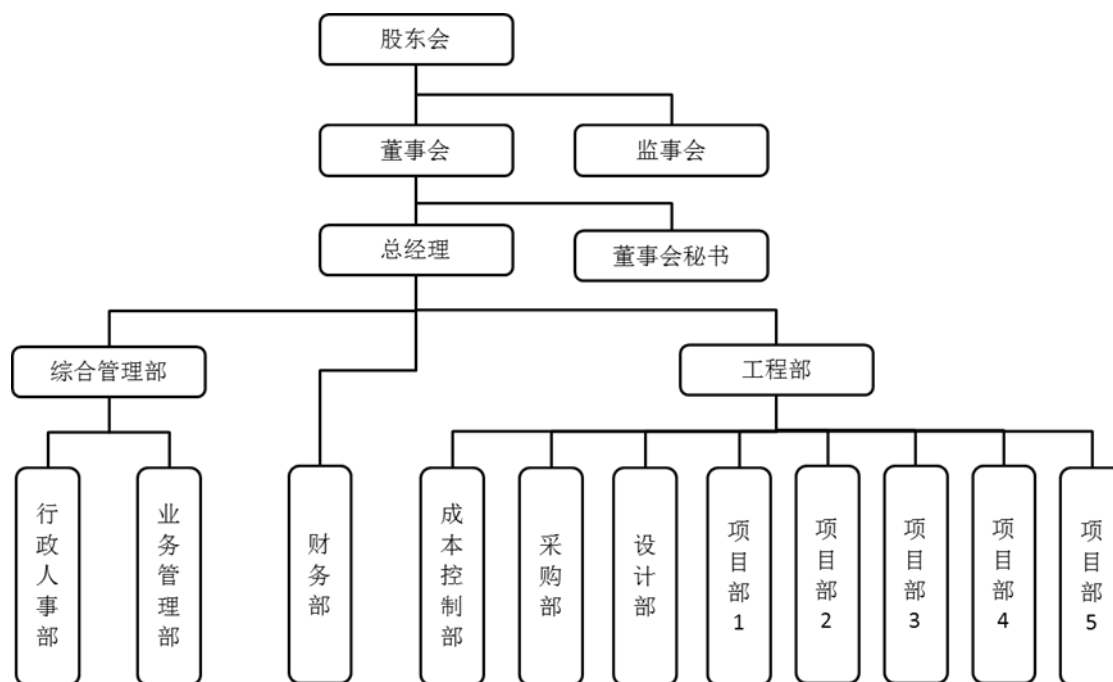 股东会
董事会
监事会
总经理
董事会秘书
综合管理部
工程部
行政人事部
业务管理部
财务部
成本控制部
采购部
设计部
项目部1
项目部2
项目部3
项目部4
项目部5